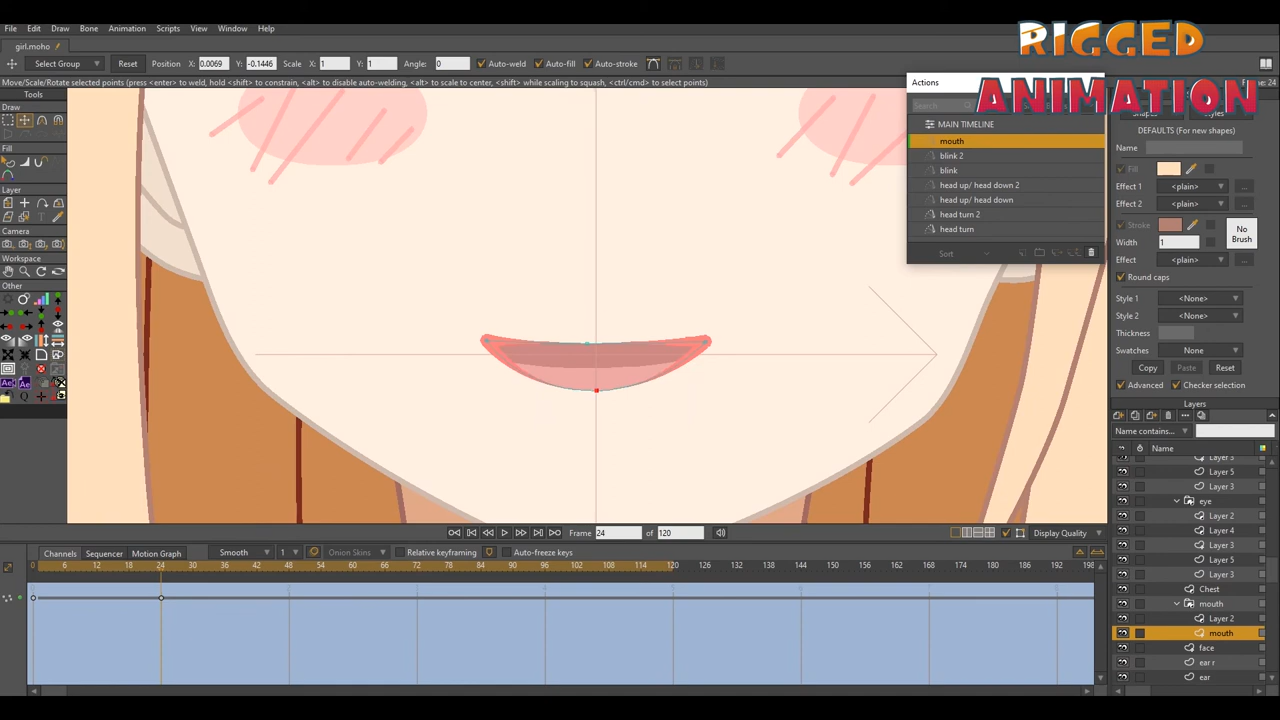 File Edit Draw Bone Animation Scripts View Window Help
RIGGED
ANIMATION
girl.moho
Select Group Reset Position X: 0.0069 Y: -0.1446 Scale X: 1 Y: 1 Angle: 0 Auto-weld Auto-fill Auto-stroke
Move/Scale/Rotate selected points (press <enter> to weld, hold <shift> to constrain, <alt> to disable auto-welding, <alt> to scale to center, <shift> while scaling to squash, <ctrl/cmd> to select points)
Tools
Draw
Fill
Layer
Camera
Workspace
Other
Actions
Search
MAIN TIMELINE
mouth
blink 2
blink
head up/ head down 2
head up/ head down
head turn 2
head turn
Sort
DEFAULTS (For new shapes)
Name
Fill
Effect 1 <plain> ...
Effect 2 <plain> ...
Stroke
No Brush
Width 1
Effect <plain> ...
Round caps
Style 1 <None>
Style 2 <None>
Thickness
Swatches None
Copy Paste Reset
Advanced Checker selection
Layers
Name contains...
Name
Layer 3
Layer 5
Layer 3
eye
Layer 2
Layer 4
Layer 3
Layer 5
Layer 3
Chest
mouth
Layer 2
mouth
face
ear r
ear
Frame 24 of 120 Display Quality
Channels Sequencer Motion Graph Smooth 1 Onion Skins Relative keyframing Auto-freeze keys
0 6 12 18 24 30 36 42 48 54 60 66 72 78 84 90 96 102 108 114 120 126 132 138 144 150 156 162 168 174 180 186 192 198